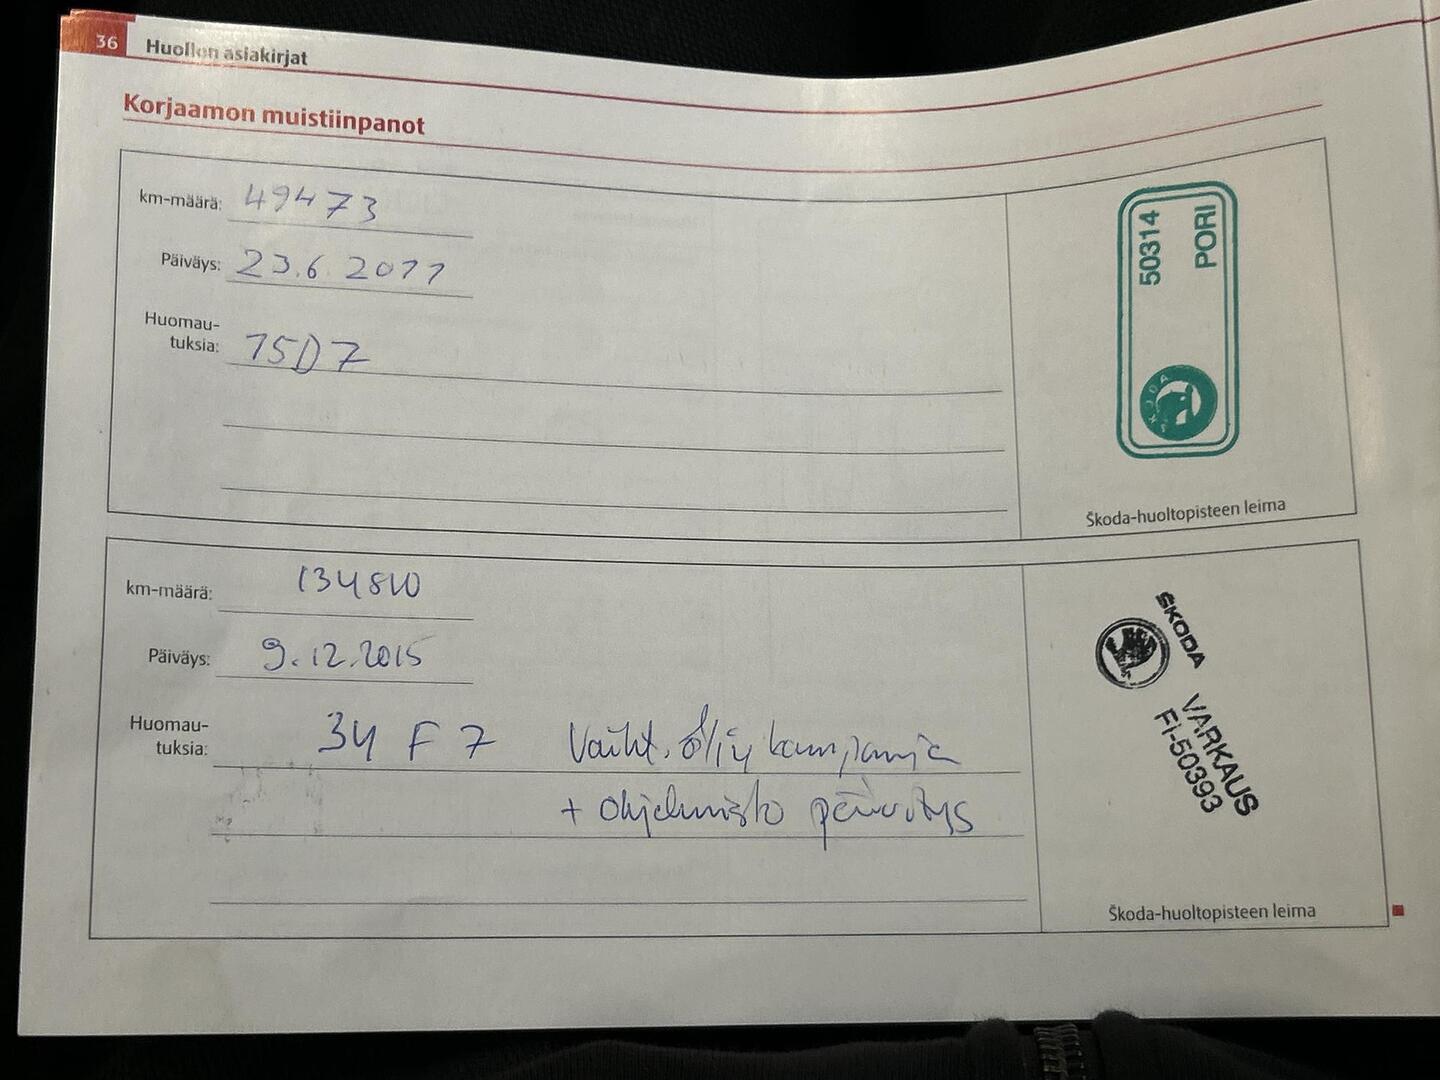 36 Huollon asiakirjat
Korjaamon muistiinpanot
km-määrä: 49473
Päiväys: 23.6.2011
Huomau-
tuksia: 15D7
50314
PORI
ŠKODA
Škoda-huoltopisteen leima
km-määrä:
Päiväys: 9.12.2015
Huomau-
tuksia: 34 F 7 Vaiht. öljy kampanja
+ ohjelmisto päivitys
ŠKODA
VARKAUS
FI-50393
Škoda-huoltopisteen leima